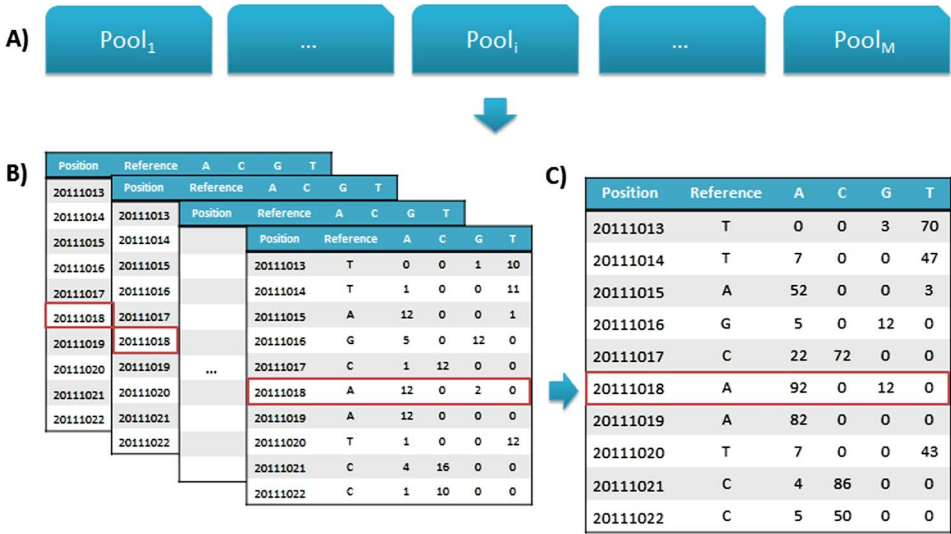 A)
Pool1 ... Pooli ... PoolM
B)
Position Reference A C G T
20111013
20111014
20111015
20111016
20111017
20111018
20111019
20111020
20111021
20111022
Position Reference A C G T
20111013
20111014
20111015
20111016
20111017
20111018
20111019
20111020
20111021
20111022
Position Reference A C G T
...
Position Reference A C G T
20111013 T 0 0 1 10
20111014 T 1 0 0 11
20111015 A 12 0 0 1
20111016 G 5 0 12 0
20111017 C 1 12 0 0
20111018 A 12 0 2 0
20111019 A 12 0 0 0
20111020 T 1 0 0 12
20111021 C 4 16 0 0
20111022 C 1 10 0 0
C)
Position Reference A C G T
20111013 T 0 0 3 70
20111014 T 7 0 0 47
20111015 A 52 0 0 3
20111016 G 5 0 12 0
20111017 C 22 72 0 0
20111018 A 92 0 12 0
20111019 A 82 0 0 0
20111020 T 7 0 0 43
20111021 C 4 86 0 0
20111022 C 5 50 0 0